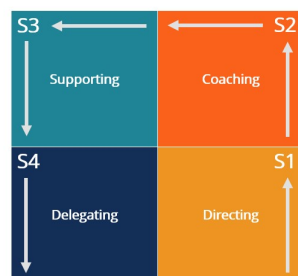 S3
S2
Supporting
Coaching
S4
S1
Delegating
Directing